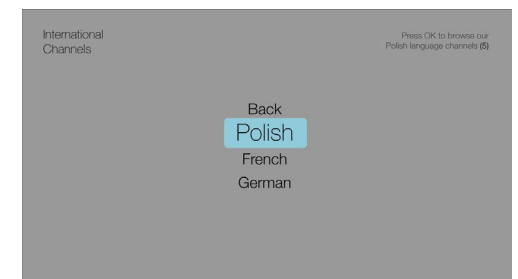 International
Channels
Press OK to browse our
Polish language channels (5)
Back
Polish
French
German